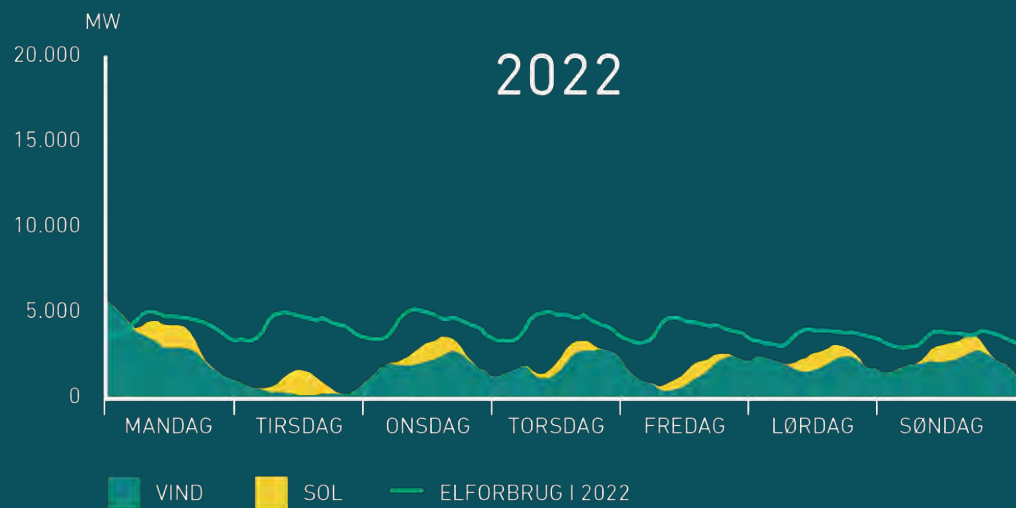 MW
20.000
2022
15.000
10.000
5.000
0
MANDAG TIRSDAG ONSDAG TORSDAG FREDAG LØRDAG SØNDAG
VIND SOL ELFORBRUG I 2022